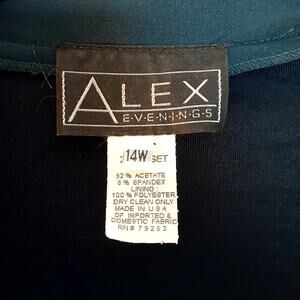 ALEX
E·V·E·N·I·N·G·S
14W
SET
92 % ACETATE
8 % SPANDEX
LINING:
100 % POLYESTER
DRY CLEAN ONLY
MADE IN U.S.A
OF IMPORTED &
DOMESTIC FABRIC
RN# 79283